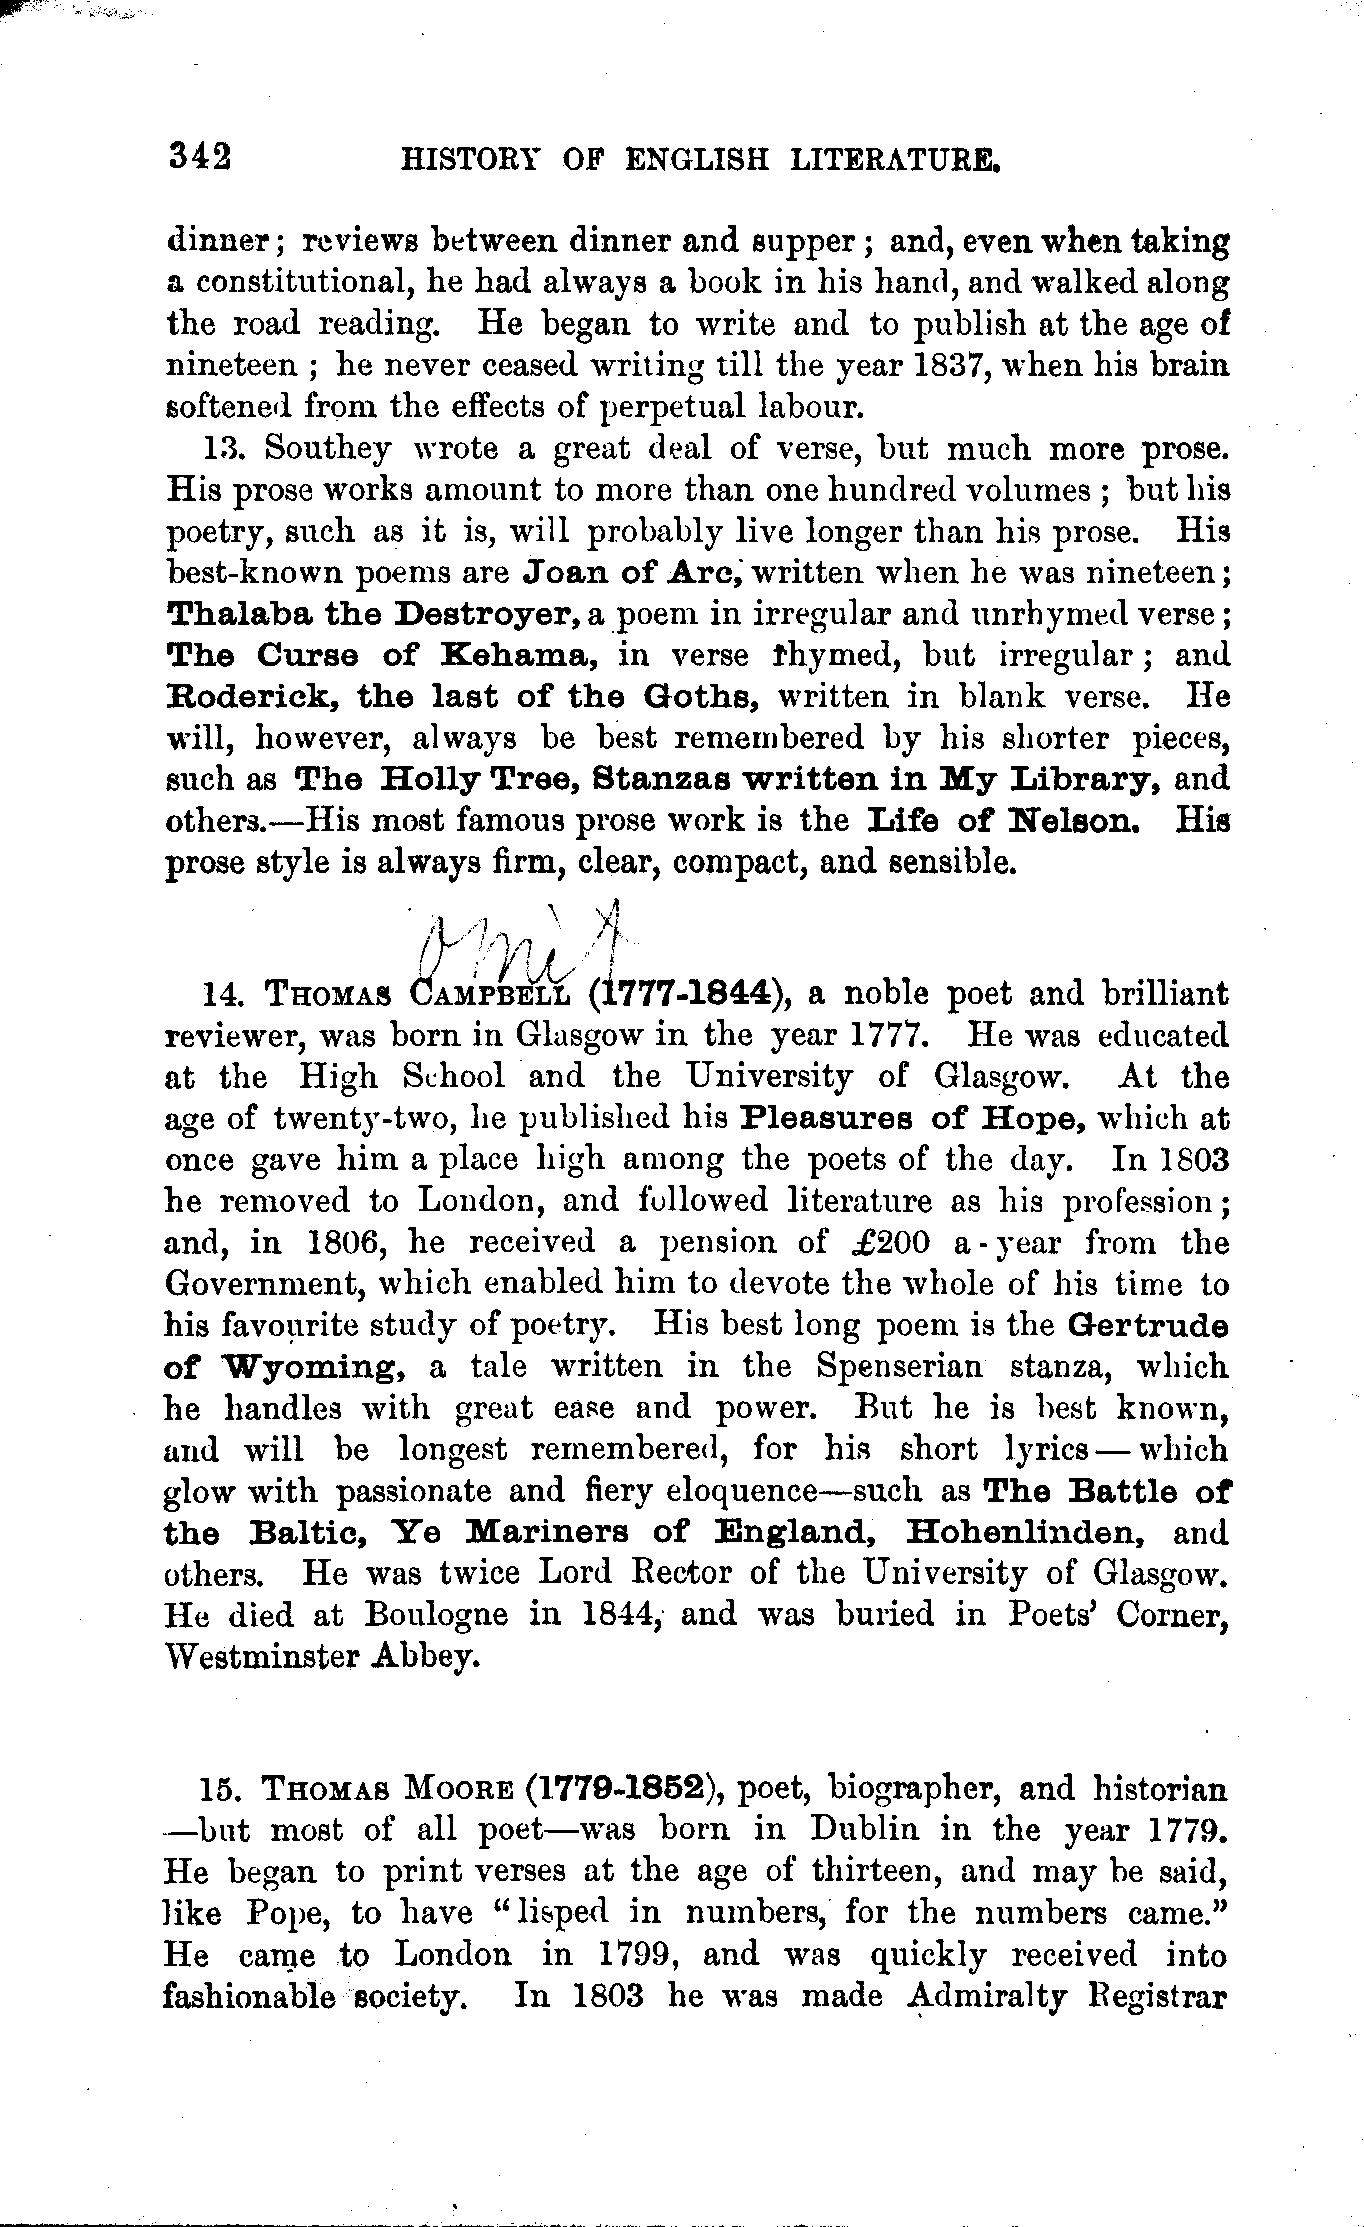 342 HISTORY OF ENGLISH LITERATURE.
dinner; reviews between dinner and supper; and, even when taking
a constitutional, he had always a book in his hand, and walked along
the road reading. He began to write and to publish at the age of
nineteen ; he never ceased writing till the year 1837, when his brain
softened from the effects of perpetual labour.
13. Southey wrote a great deal of verse, but much more prose.
His prose works amount to more than one hundred volumes ; but his
poetry, such as it is, will probably live longer than his prose. His
best-known poems are Joan of Arc, written when he was nineteen;
Thalaba the Destroyer, a poem in irregular and unrhymed verse;
The Curse of Kehama, in verse rhymed, but irregular; and
Roderick, the last of the Goths, written in blank verse. He
will, however, always be best remembered by his shorter pieces,
such as The Holly Tree, Stanzas written in My Library, and
others.—His most famous prose work is the Life of Nelson. His
prose style is always firm, clear, compact, and sensible.
omit
14. THOMAS CAMPBELL (1777-1844), a noble poet and brilliant
reviewer, was born in Glasgow in the year 1777. He was educated
at the High School and the University of Glasgow. At the
age of twenty-two, he published his Pleasures of Hope, which at
once gave him a place high among the poets of the day. In 1803
he removed to London, and followed literature as his profession;
and, in 1806, he received a pension of £200 a-year from the
Government, which enabled him to devote the whole of his time to
his favourite study of poetry. His best long poem is the Gertrude
of Wyoming, a tale written in the Spenserian stanza, which
he handles with great ease and power. But he is best known,
and will be longest remembered, for his short lyrics—which
glow with passionate and fiery eloquence—such as The Battle of
the Baltic, Ye Mariners of England, Hohenlinden, and
others. He was twice Lord Rector of the University of Glasgow.
He died at Boulogne in 1844, and was buried in Poets' Corner,
Westminster Abbey.
15. THOMAS MOORE (1779-1852), poet, biographer, and historian
—but most of all poet—was born in Dublin in the year 1779.
He began to print verses at the age of thirteen, and may be said,
like Pope, to have "lisped in numbers, for the numbers came."
He came to London in 1799, and was quickly received into
fashionable society. In 1803 he was made Admiralty Registrar